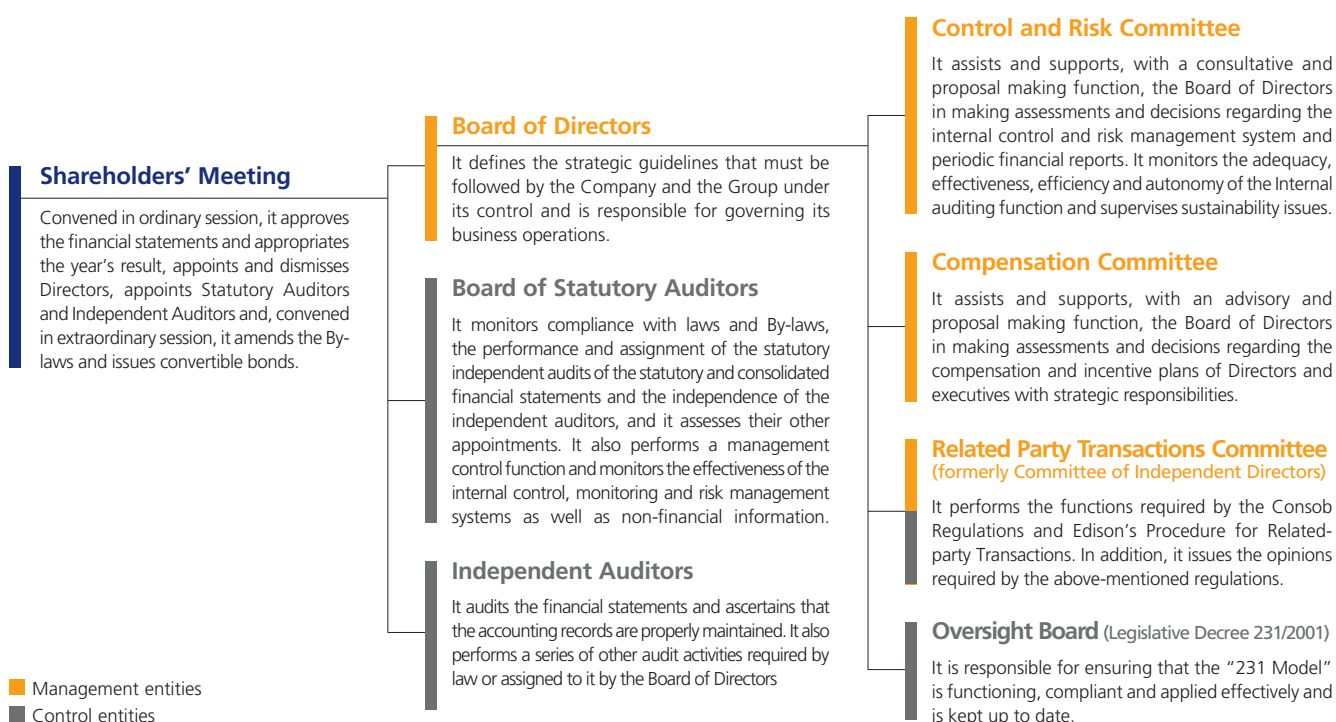 Shareholders' Meeting
Convened in ordinary session, it approves
the financial statements and appropriates
the year's result, appoints and dismisses
Directors, appoints Statutory Auditors
and Independent Auditors and, convened
in extraordinary session, it amends the By-
laws and issues convertible bonds.
Board of Directors
It defines the strategic guidelines that must be
followed by the Company and the Group under
its control and is responsible for governing its
business operations.
Board of Statutory Auditors
It monitors compliance with laws and By-laws,
the performance and assignment of the statutory
independent audits of the statutory and consolidated
financial statements and the independence of the
independent auditors, and it assesses their other
appointments. It also performs a management
control function and monitors the effectiveness of the
internal control, monitoring and risk management
systems as well as non-financial information.
Independent Auditors
It audits the financial statements and ascertains that
the accounting records are properly maintained. It also
performs a series of other audit activities required by
law or assigned to it by the Board of Directors
Control and Risk Committee
It assists and supports, with a consultative and
proposal making function, the Board of Directors
in making assessments and decisions regarding the
internal control and risk management system and
periodic financial reports. It monitors the adequacy,
effectiveness, efficiency and autonomy of the Internal
auditing function and supervises sustainability issues.
Compensation Committee
It assists and supports, with an advisory and
proposal making function, the Board of Directors
in making assessments and decisions regarding the
compensation and incentive plans of Directors and
executives with strategic responsibilities.
Related Party Transactions Committee
(formerly Committee of Independent Directors)
It performs the functions required by the Consob
Regulations and Edison's Procedure for Related-
party Transactions. In addition, it issues the opinions
required by the above-mentioned regulations.
Oversight Board (Legislative Decree 231/2001)
It is responsible for ensuring that the "231 Model"
is functioning, compliant and applied effectively and
is kept up to date.
Management entities
Control entities